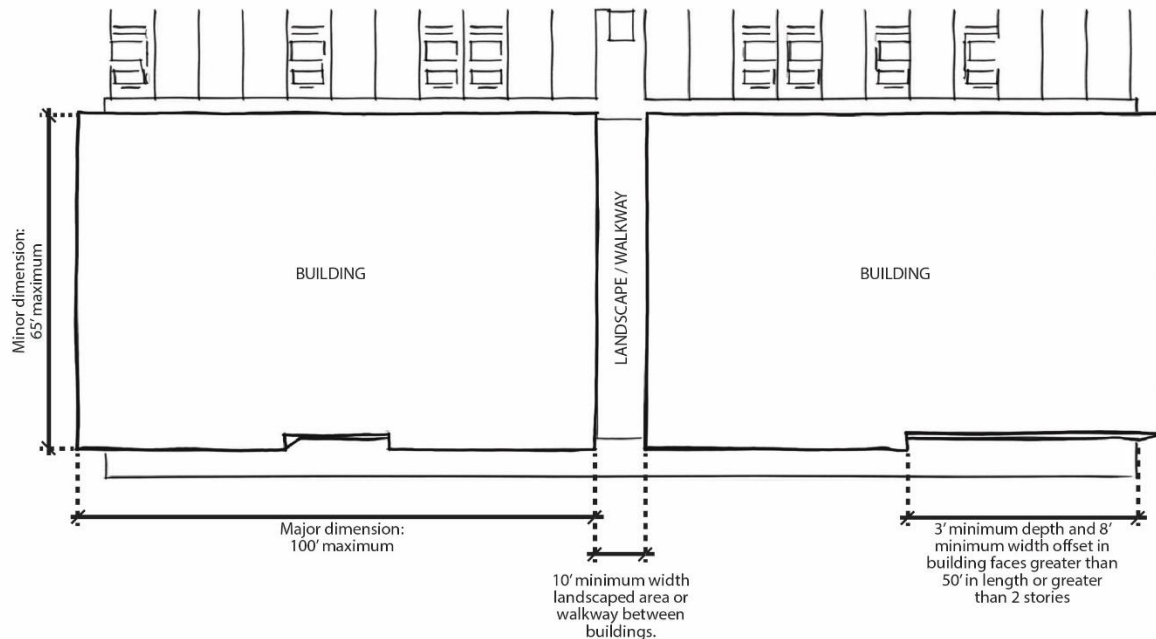 Minor dimension:
65' maximum
BUILDING
LANDSCAPE / WALKWAY
BUILDING
Major dimension:
100' maximum
10' minimum width
landscaped area or
walkway between
buildings.
3' minimum depth and 8'
minimum width offset in
building faces greater than
50' in length or greater
than 2 stories